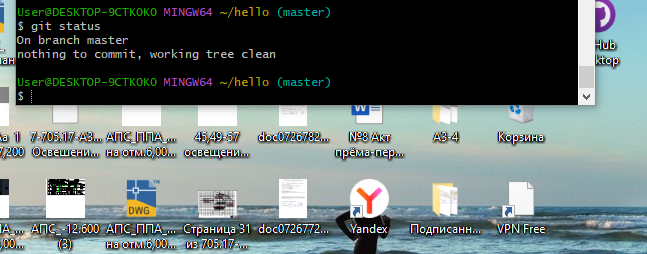 User@DESKTOP-9CTKOKO MINGW64 ~/hello (master)
$ git status
On branch master
nothing to commit, working tree clean
User@DESKTOP-9CTKOKO MINGW64 ~/hello (master)
$
Hub
ktop
7-705.17-АЗ...
Освещени...
АПС_ППА_...
на отм.6,00...
45,49-57
освещени...
doc0726782...
№8 Акт
према-пер...
АЗ-4
Корзина
7,200
DWG
АПС_-12.600
(3)
АПС_ППА_...
на отм.6,00...
Страница 31
из 705.17-...
doc0726772...
Yandex
Подписанн...
VPN Free